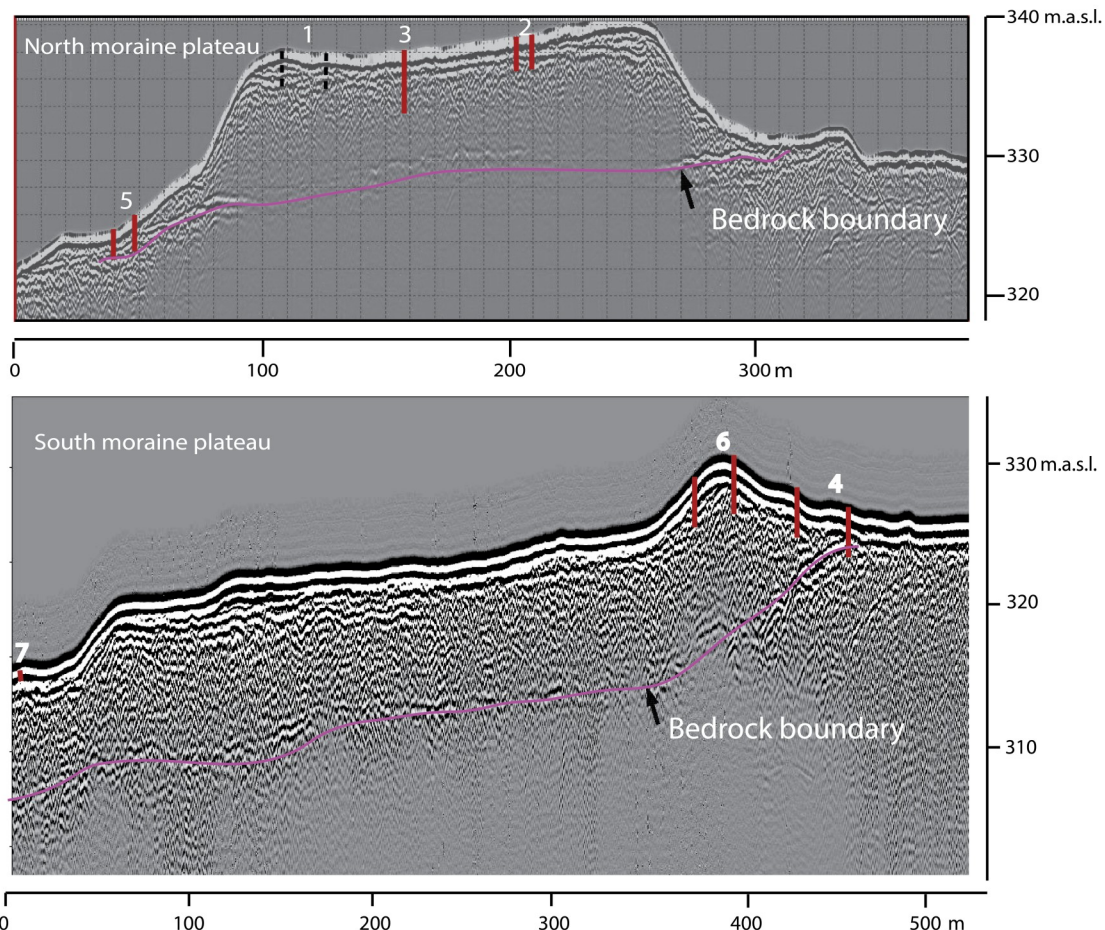 340 m.a.s.l.
North moraine plateau
1
3
2
5
330
Bedrock boundary
320
0 100 200 300 m
South moraine plateau
6
330 m.a.s.l.
4
320
7
Bedrock boundary
310
0 100 200 300 400 500 m